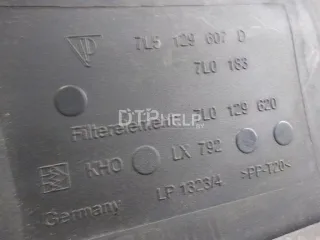 7L5 129 607 D
7L0 183
DTPHELP
Filterelement 7L0 129 620
KHO LX 792
Germany LP 1323/4 >PP-T20<